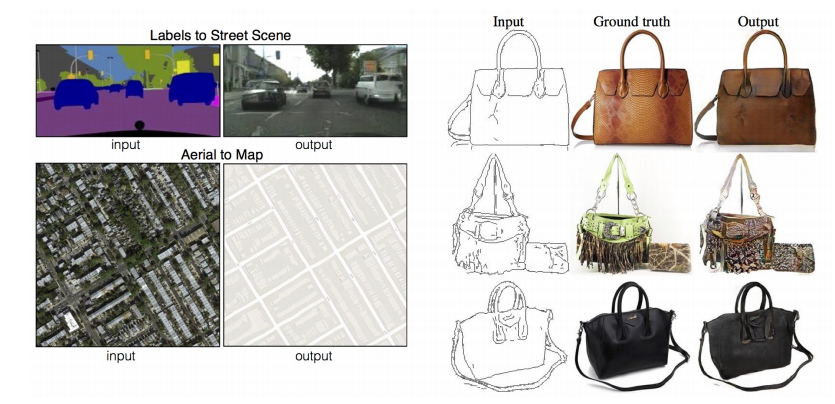 Labels to Street Scene
input
output
Aerial to Map
input
output
Input
Ground truth
Output